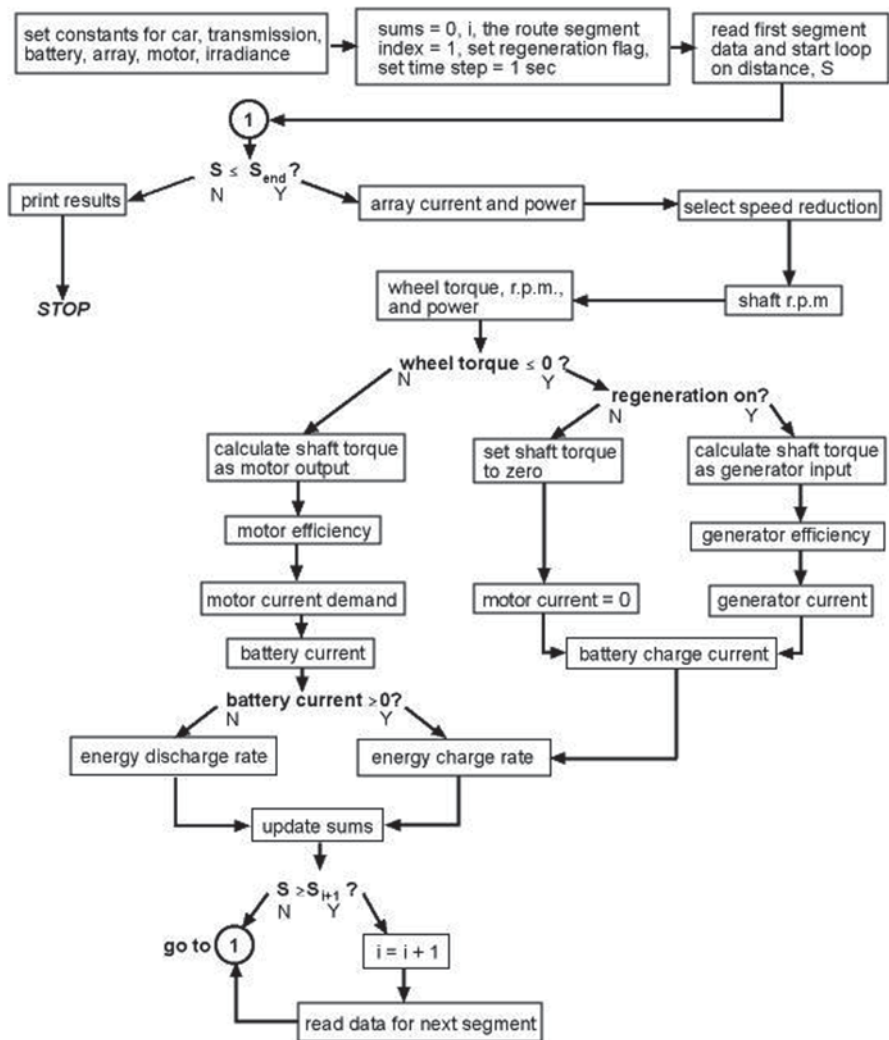 set constants for car, transmission,
battery, array, motor, irradiance
sums = 0, i, the route segment
index = 1, set regeneration flag,
set time step = 1 sec
read first segment
data and start loop
on distance, S
1
S ≤ Send?
N Y
print results
STOP
array current and power
select speed reduction
shaft r.p.m
wheel torque, r.p.m.,
and power
wheel torque ≤ 0 ?
N Y
regeneration on?
N Y
calculate shaft torque
as motor output
set shaft torque
to zero
calculate shaft torque
as generator input
motor efficiency
generator efficiency
motor current demand
motor current = 0
generator current
battery current
battery charge current
battery current >0?
N Y
energy discharge rate
energy charge rate
update sums
S ≥Si+1 ?
N Y
go to 1
i = i + 1
read data for next segment